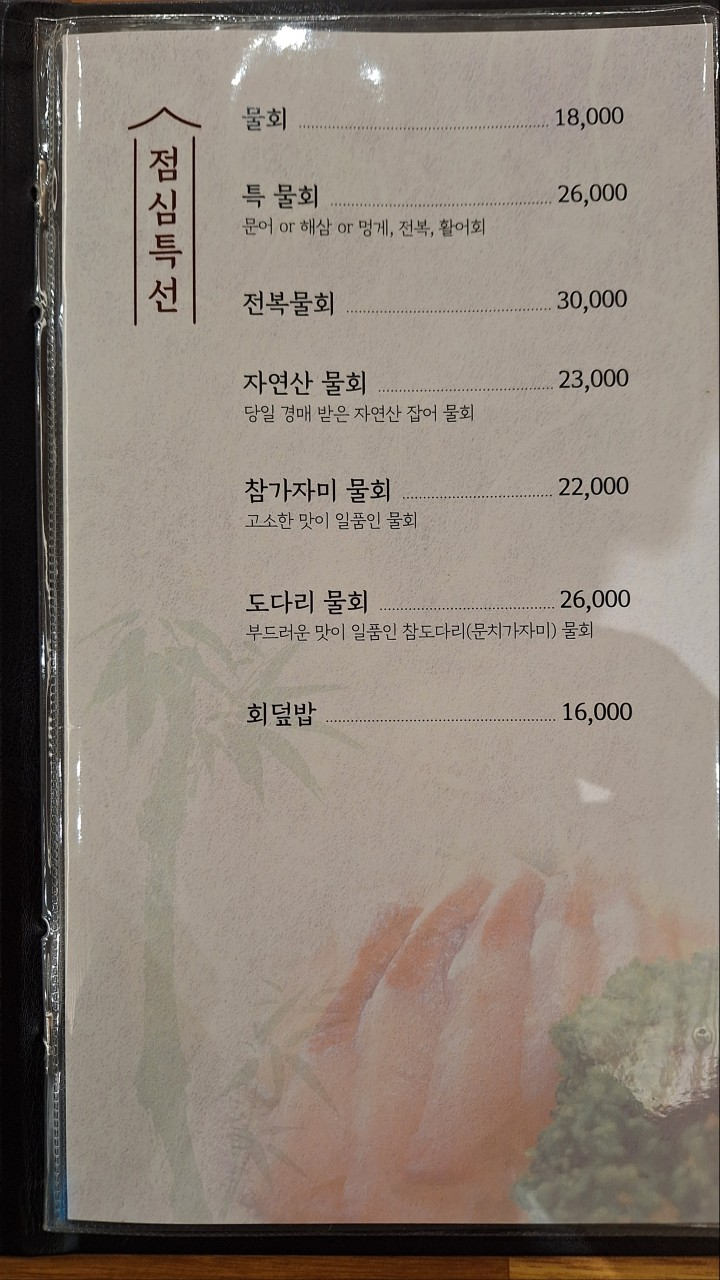 점심특선
물회 18,000
특 물회 26,000
문어 or 해삼 or 멍게, 전복, 활어회
전복물회 30,000
자연산 물회 23,000
당일 경매 받은 자연산 잡어 물회
참가자미 물회 22,000
고소한 맛이 일품인 물회
도다리 물회 26,000
부드러운 맛이 일품인 참도다리(문치가자미) 물회
회덮밥 16,000